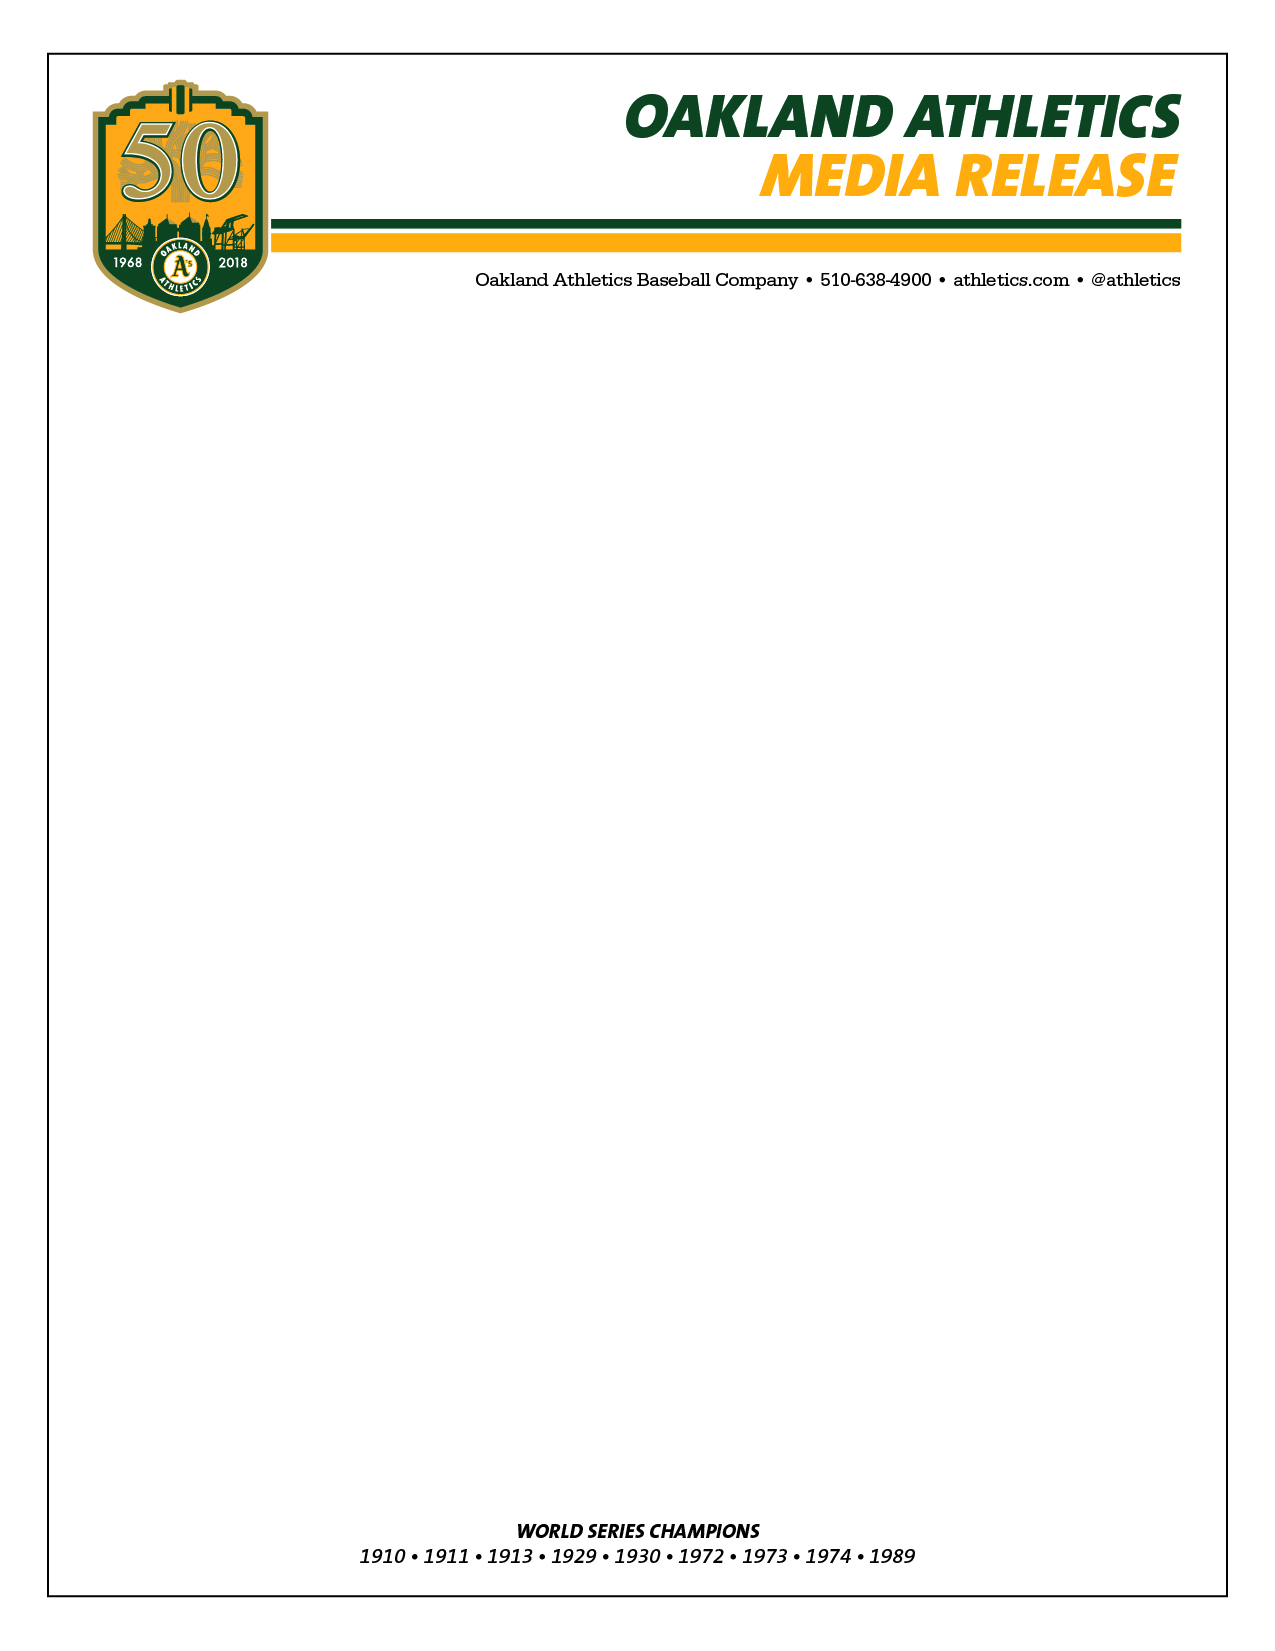 50
1968
2018
OAKLAND
A's
ATHLETICS
OAKLAND ATHLETICS
MEDIA RELEASE
Oakland Athletics Baseball Company • 510-638-4900 • athletics.com • @athletics
WORLD SERIES CHAMPIONS
1910 • 1911 • 1913 • 1929 • 1930 • 1972 • 1973 • 1974 • 1989